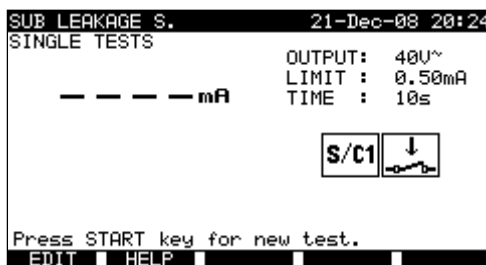 SUB LEAKAGE S. 21-Dec-08 20:24
SINGLE TESTS
OUTPUT: 40V~
LIMIT : 0.50mA
TIME : 10s
– – – – mA
S/C1
Press START key for new test.
EDIT HELP